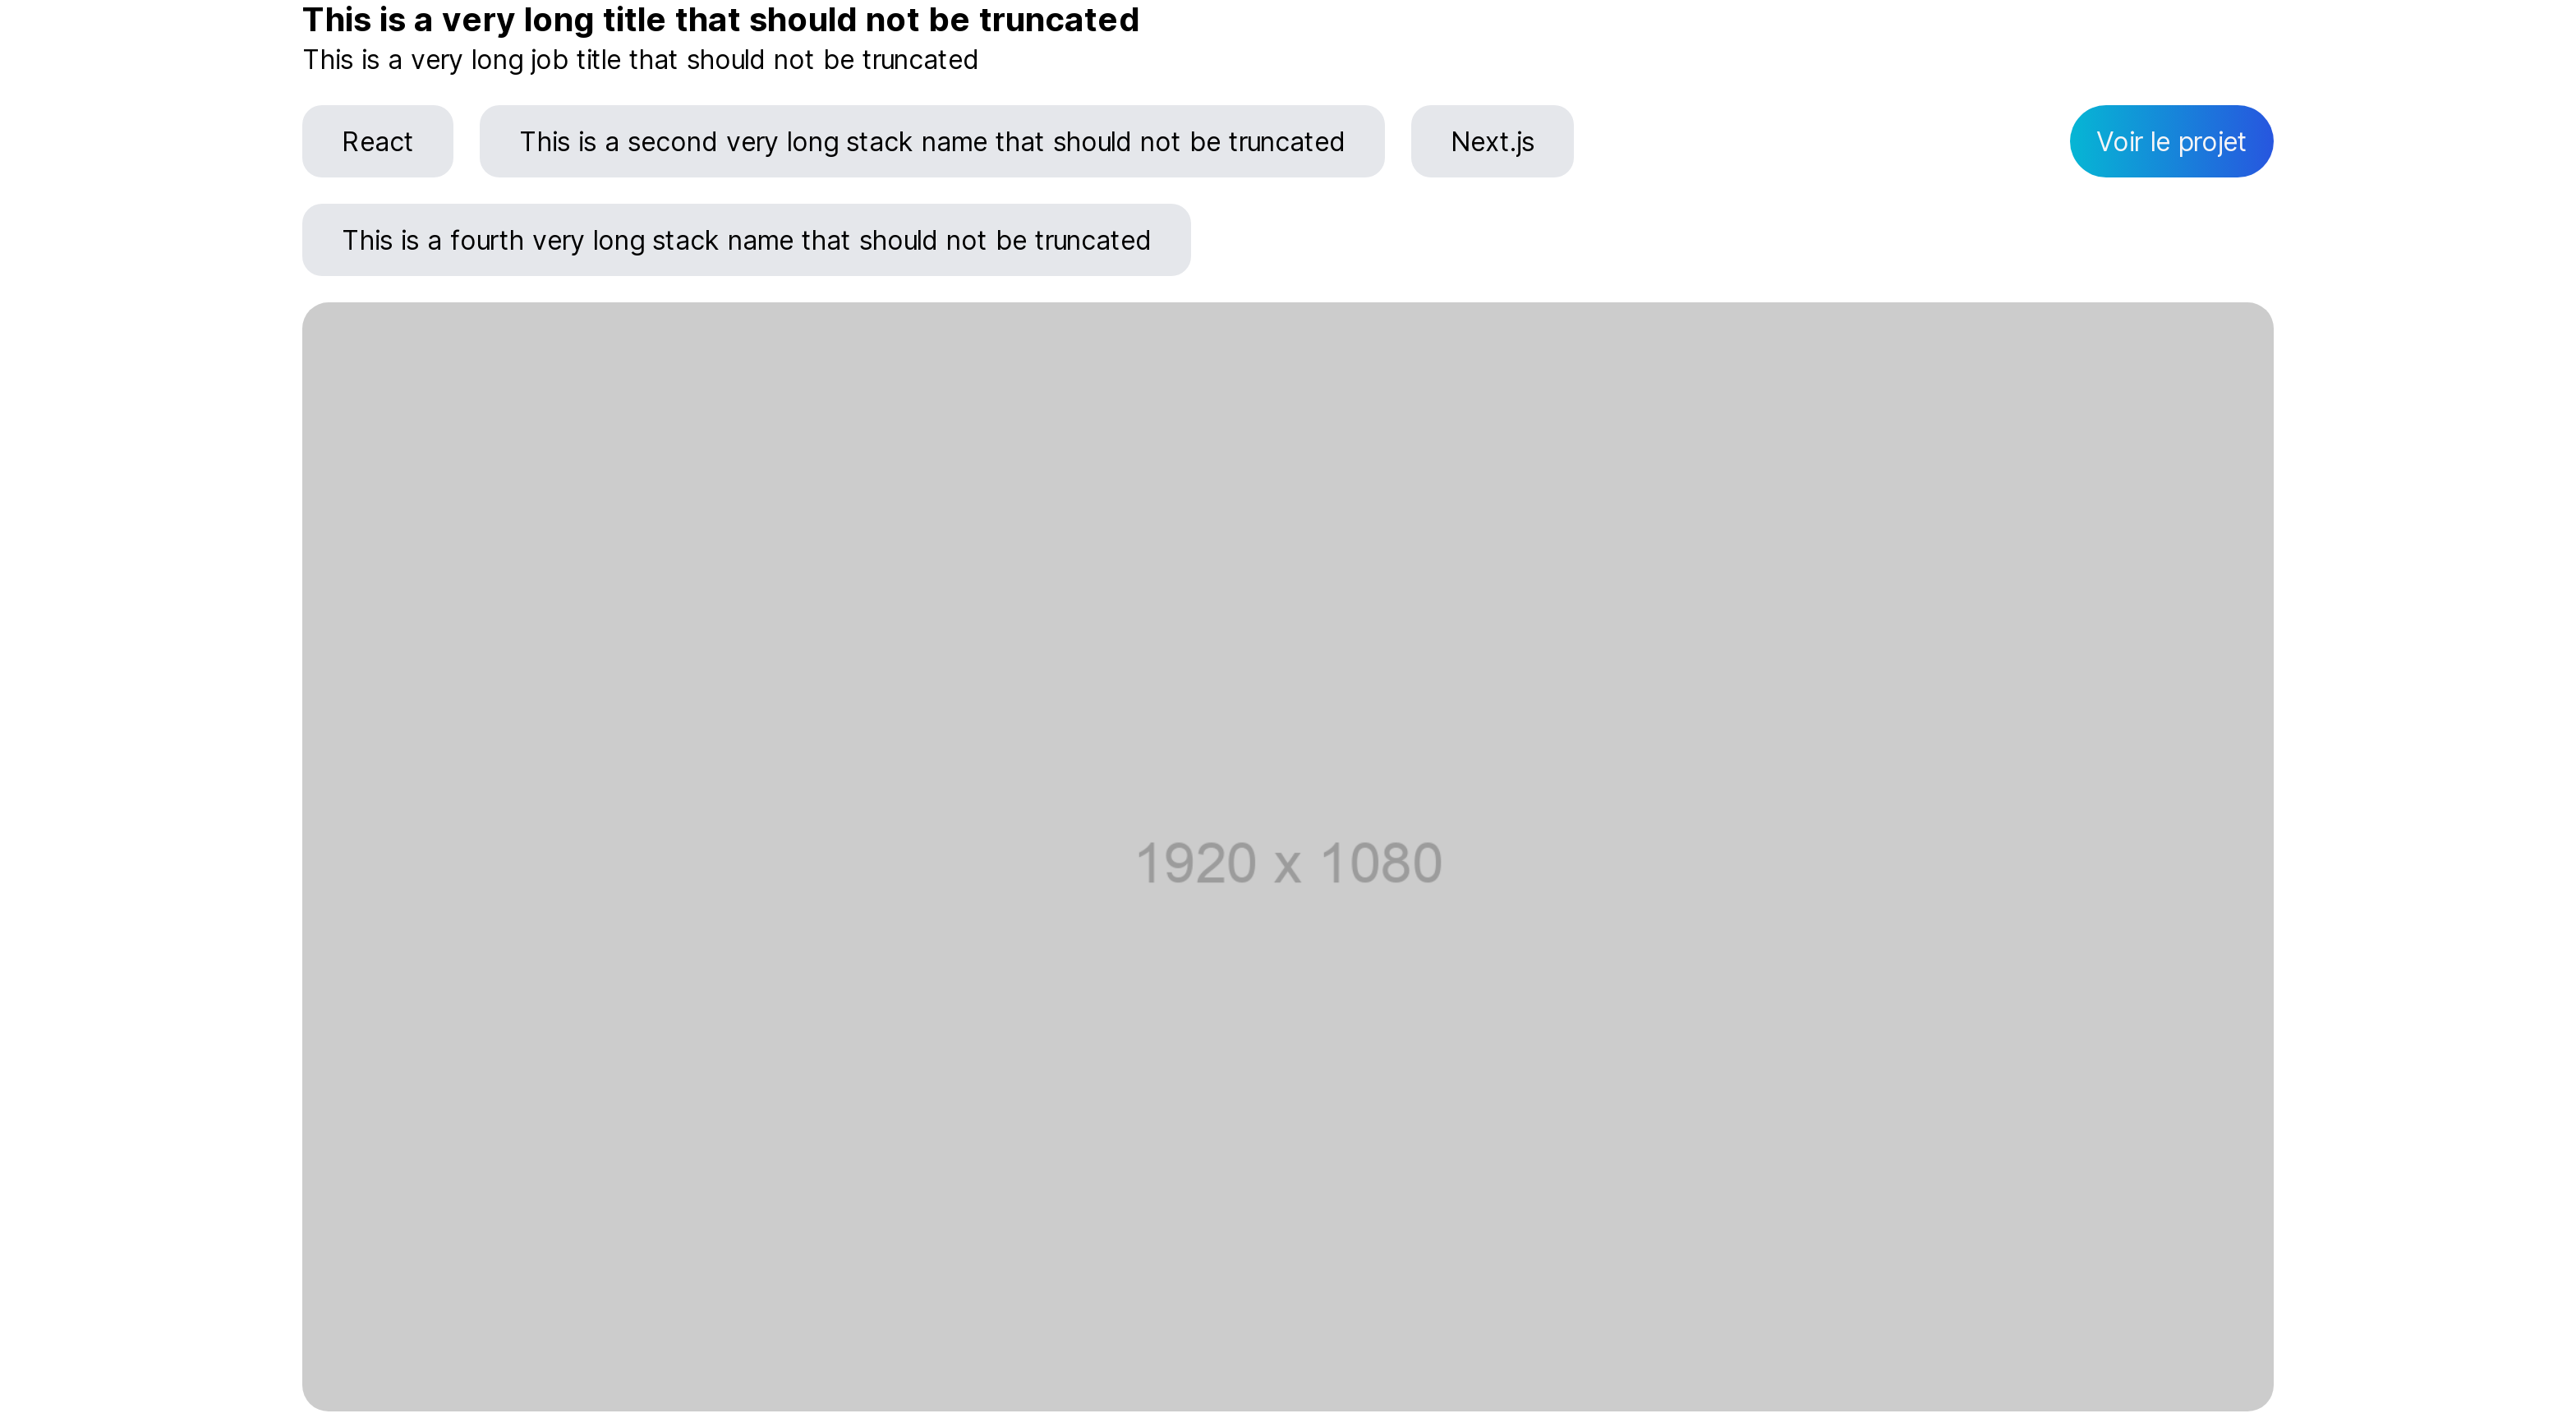 This is a very long title that should not be truncated
This is a very long job title that should not be truncated
React
This is a second very long stack name that should not be truncated
Next.js
Voir le projet
This is a fourth very long stack name that should not be truncated
1920 x 1080